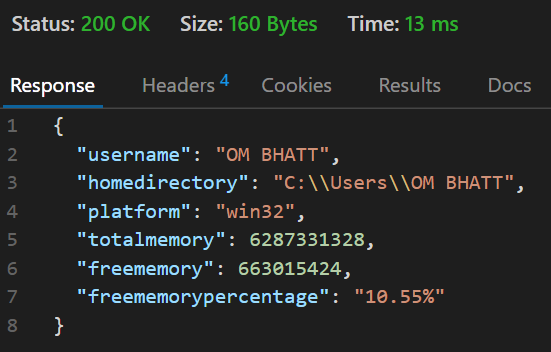 Status: 200 OK Size: 160 Bytes Time: 13 ms
Response Headers 4 Cookies Results Docs
1 {
2 "username": "OM BHATT",
3 "homedirectory": "C:\\Users\\OM BHATT",
4 "platform": "win32",
5 "totalmemory": 6287331328,
6 "freememory": 663015424,
7 "freememorypercentage": "10.55%"
8 }